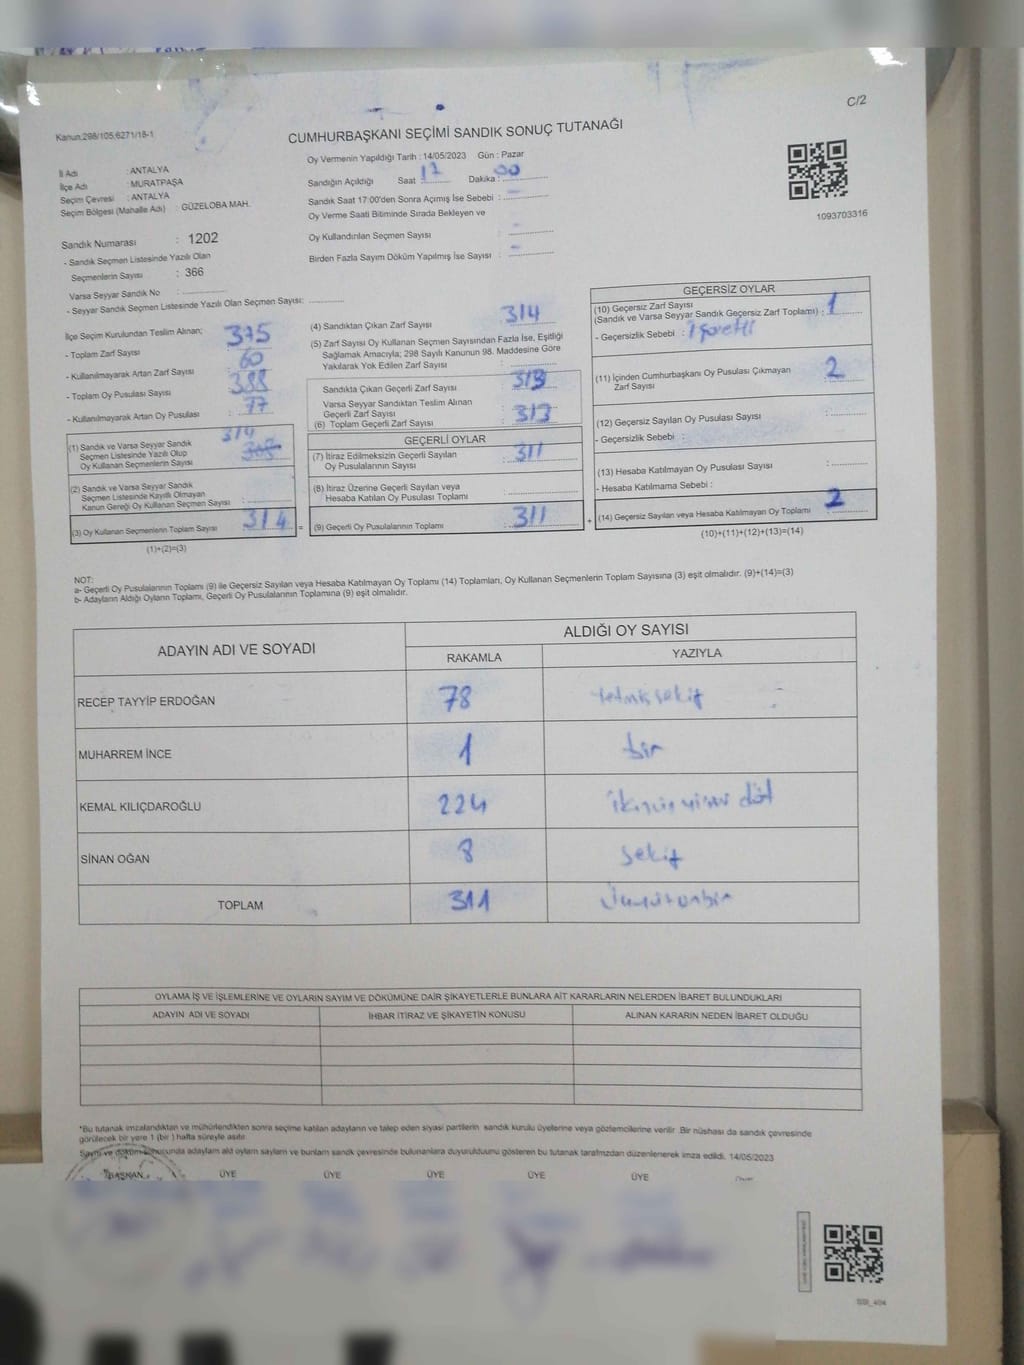 C/2
Kanun:298/105,6271/18-1
CUMHURBAŞKANI SEÇİMİ SANDIK SONUÇ TUTANAĞI
İl Adı : ANTALYA
İlçe Adı : MURATPAŞA
Seçim Çevresi : ANTALYA
Seçim Bölgesi (Mahalle Adı) : GÜZELOBA MAH.
Oy Vermenin Yapıldığı Tarih : 14/05/2023 Gün : Pazar
Sandığın Açıldığı Saat : 17 Dakika : 00
Sandık Saat 17:00'den Sonra Açımış İse Sebebi : -
Oy Verme Saati Bitiminde Sırada Bekleyen ve
Oy Kullandırılan Seçmen Sayısı : -
Birden Fazla Sayım Döküm Yapılmış İse Sayısı : -
1093703316
Sandık Numarası : 1202
- Sandık Seçmen Listesinde Yazılı Olan
Seçmenlerin Sayısı : 366
Varsa Seyyar Sandık No :
- Seyyar Sandık Seçmen Listesinde Yazılı Olan Seçmen Sayısı:
İlçe Seçim Kurulundan Teslim Alınan;
- Toplam Zarf Sayısı : 375
- Kullanılmayarak Artan Zarf Sayısı : 60
- Toplam Oy Pusulası Sayısı : 388
- Kullanılmayarak Artan Oy Pusulası : 77
(1) Sandık ve Varsa Seyyar Sandık
Seçmen Listesinde Yazılı Olup
Oy Kullanan Seçmenlerin Sayısı : 314
(2) Sandık ve Varsa Seyyar Sandık
Seçmen Listesinde Kayıtlı Olmayan
Kanun Gereği Oy Kullanan Seçmen Sayısı :
(3) Oy Kullanan Seçmenlerin Toplam Sayısı : 314 =
(1)+(2)=(3)
(4) Sandıktan Çıkan Zarf Sayısı : 314
(5) Zarf Sayısı Oy Kullanan Seçmen Sayısından Fazla İse, Eşitliği
Sağlamak Amacıyla; 298 Sayılı Kanunun 98. Maddesine Göre
Yakılarak Yok Edilen Zarf Sayısı :
Sandıkta Çıkan Geçerli Zarf Sayısı : 313
Varsa Seyyar Sandıktan Teslim Alınan
Geçerli Zarf Sayısı :
(6) Toplam Geçerli Zarf Sayısı : 313
GEÇERLİ OYLAR
(7) İtiraz Edilmeksizin Geçerli Sayılan
Oy Pusulalarının Sayısı : 311
(8) İtiraz Üzerine Geçerli Sayılan veya
Hesaba Katılan Oy Pusulası Toplamı :
(9) Geçerli Oy Pusulalarının Toplamı : 311 +
GEÇERSİZ OYLAR
(10) Geçersiz Zarf Sayısı
(Sandık ve Varsa Seyyar Sandık Geçersiz Zarf Toplamı) : 1
- Geçersizlik Sebebi : işaretli
(11) İçinden Cumhurbaşkanı Oy Pusulası Çıkmayan
Zarf Sayısı : 2
(12) Geçersiz Sayılan Oy Pusulası Sayısı :
- Geçersizlik Sebebi :
(13) Hesaba Katılmayan Oy Pusulası Sayısı :
- Hesaba Katılmama Sebebi :
(14) Geçersiz Sayılan veya Hesaba Katılmayan Oy Toplamı : 2
(10)+(11)+(12)+(13)=(14)
NOT:
a- Geçerli Oy Pusulalarının Toplamı (9) ile Geçersiz Sayılan veya Hesaba Katılmayan Oy Toplamı (14) Toplamları, Oy Kullanan Seçmenlerin Toplam Sayısına (3) eşit olmalıdır. (9)+(14)=(3)
b- Adayların Aldığı Oyların Toplamı, Geçerli Oy Pusulalarının Toplamına (9) eşit olmalıdır.
ADAYIN ADI VE SOYADI ALDIĞI OY SAYISI
RAKAMLA YAZIYLA
RECEP TAYYİP ERDOĞAN 78 yetmişsekiz
MUHARREM İNCE 1 bir
KEMAL KILIÇDAROĞLU 224 ikiyüzyirmi dört
SİNAN OĞAN 8 sekiz
TOPLAM 311 Üçyüzonbir
OYLAMA İŞ VE İŞLEMLERİNE VE OYLARIN SAYIM VE DÖKÜMÜNE DAİR ŞİKAYETLERLE BUNLARA AİT KARARLARIN NELERDEN İBARET BULUNDUKLARI
ADAYIN ADI VE SOYADI İHBAR İTİRAZ VE ŞİKAYETİN KONUSU ALINAN KARARIN NEDEN İBARET OLDUĞU
*Bu tutanak imzalandıktan ve mühürlendikten sonra seçime katılan adayların ve talep eden siyasi partilerin sandık kurulu üyelerine veya gözlemcilerine verilir .Bir nüshası da sandık çevresinde
görülecek bir yere 1 (bir ) hafta süreyle asılır.
Sayım ve döküm sonucunda adayların aldığı oyların sayıları ve bunların sandık çevresinde bulunanlara duyurulduğunu gösteren bu tutanak tarafımızdan düzenlenerek imza edildi. 14/05/2023
BAŞKAN ÜYE ÜYE ÜYE ÜYE ÜYE